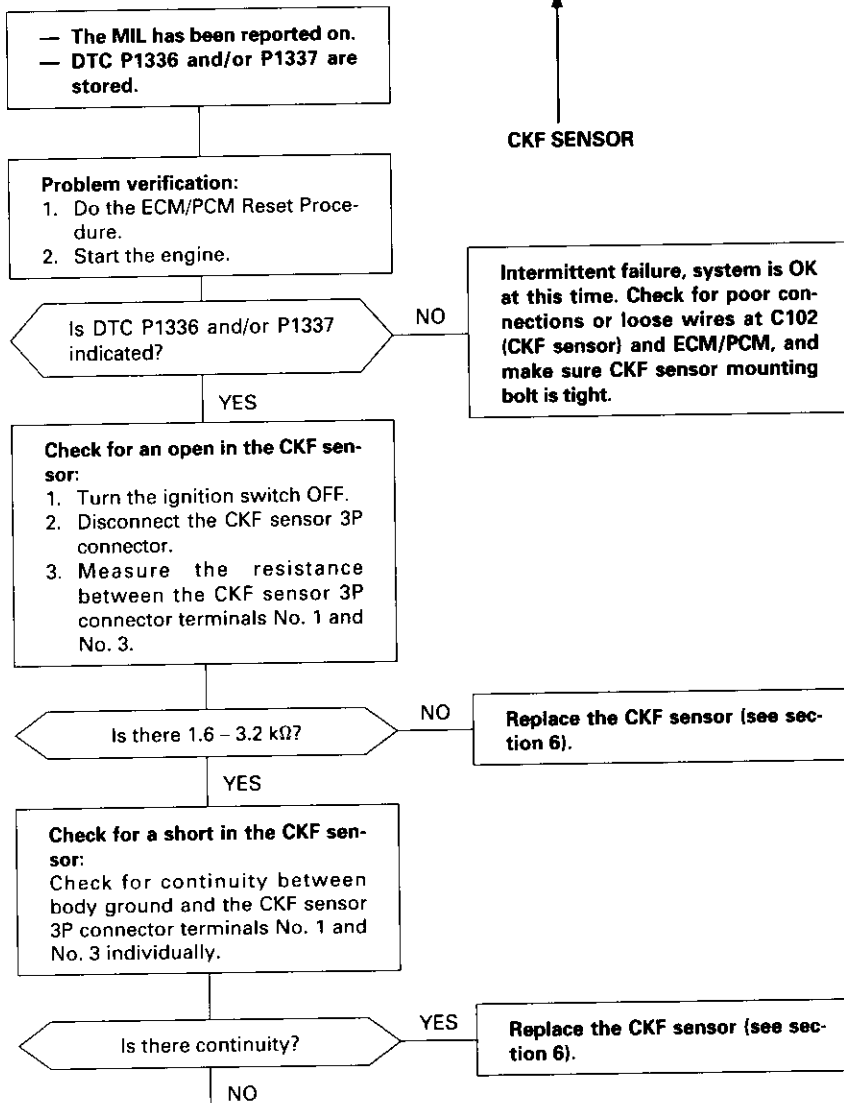 — The MIL has been reported on.
— DTC P1336 and/or P1337 are
stored.
CKF SENSOR
Problem verification:
1. Do the ECM/PCM Reset Proce-
dure.
2. Start the engine.
Is DTC P1336 and/or P1337
indicated?
NO
Intermittent failure, system is OK
at this time. Check for poor con-
nections or loose wires at C102
(CKF sensor) and ECM/PCM, and
make sure CKF sensor mounting
bolt is tight.
YES
Check for an open in the CKF sen-
sor:
1. Turn the ignition switch OFF.
2. Disconnect the CKF sensor 3P
connector.
3. Measure the resistance
between the CKF sensor 3P
connector terminals No. 1 and
No. 3.
Is there 1.6 – 3.2 kΩ?
NO
Replace the CKF sensor (see sec-
tion 6).
YES
Check for a short in the CKF sen-
sor:
Check for continuity between
body ground and the CKF sensor
3P connector terminals No. 1 and
No. 3 individually.
Is there continuity?
YES
Replace the CKF sensor (see sec-
tion 6).
NO